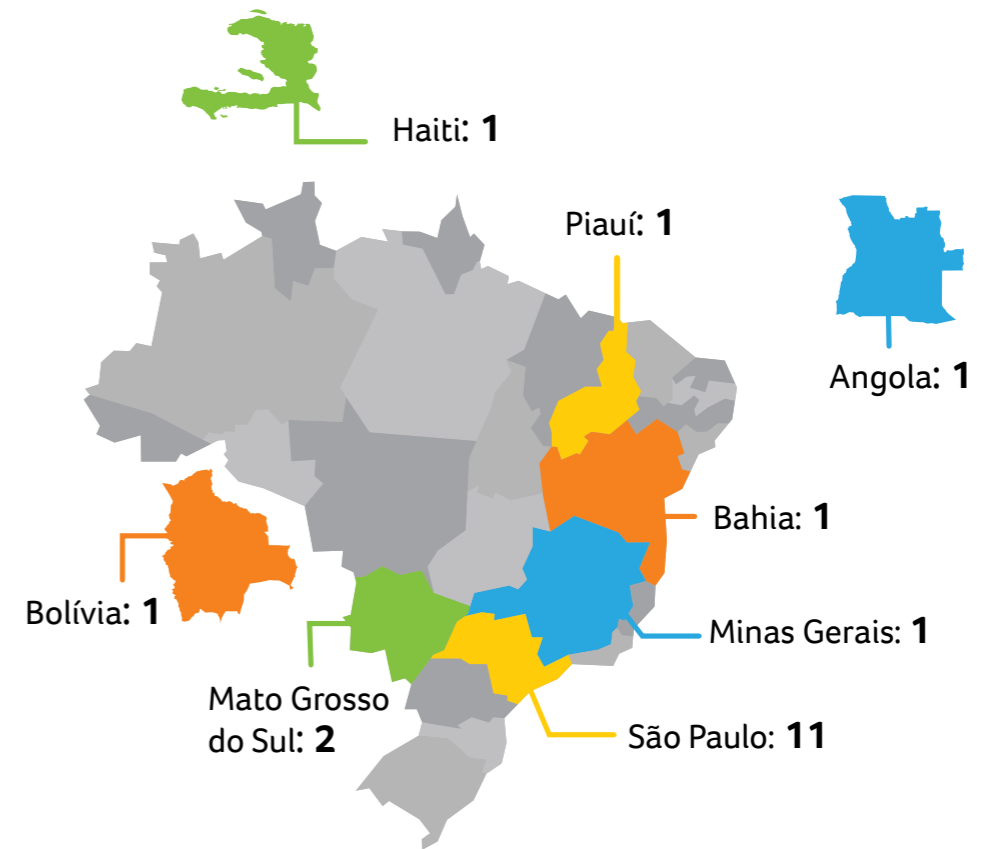 Haiti: 1
Piauí: 1
Angola: 1
Bahia: 1
Bolívia: 1
Minas Gerais: 1
Mato Grosso
do Sul: 2
São Paulo: 11